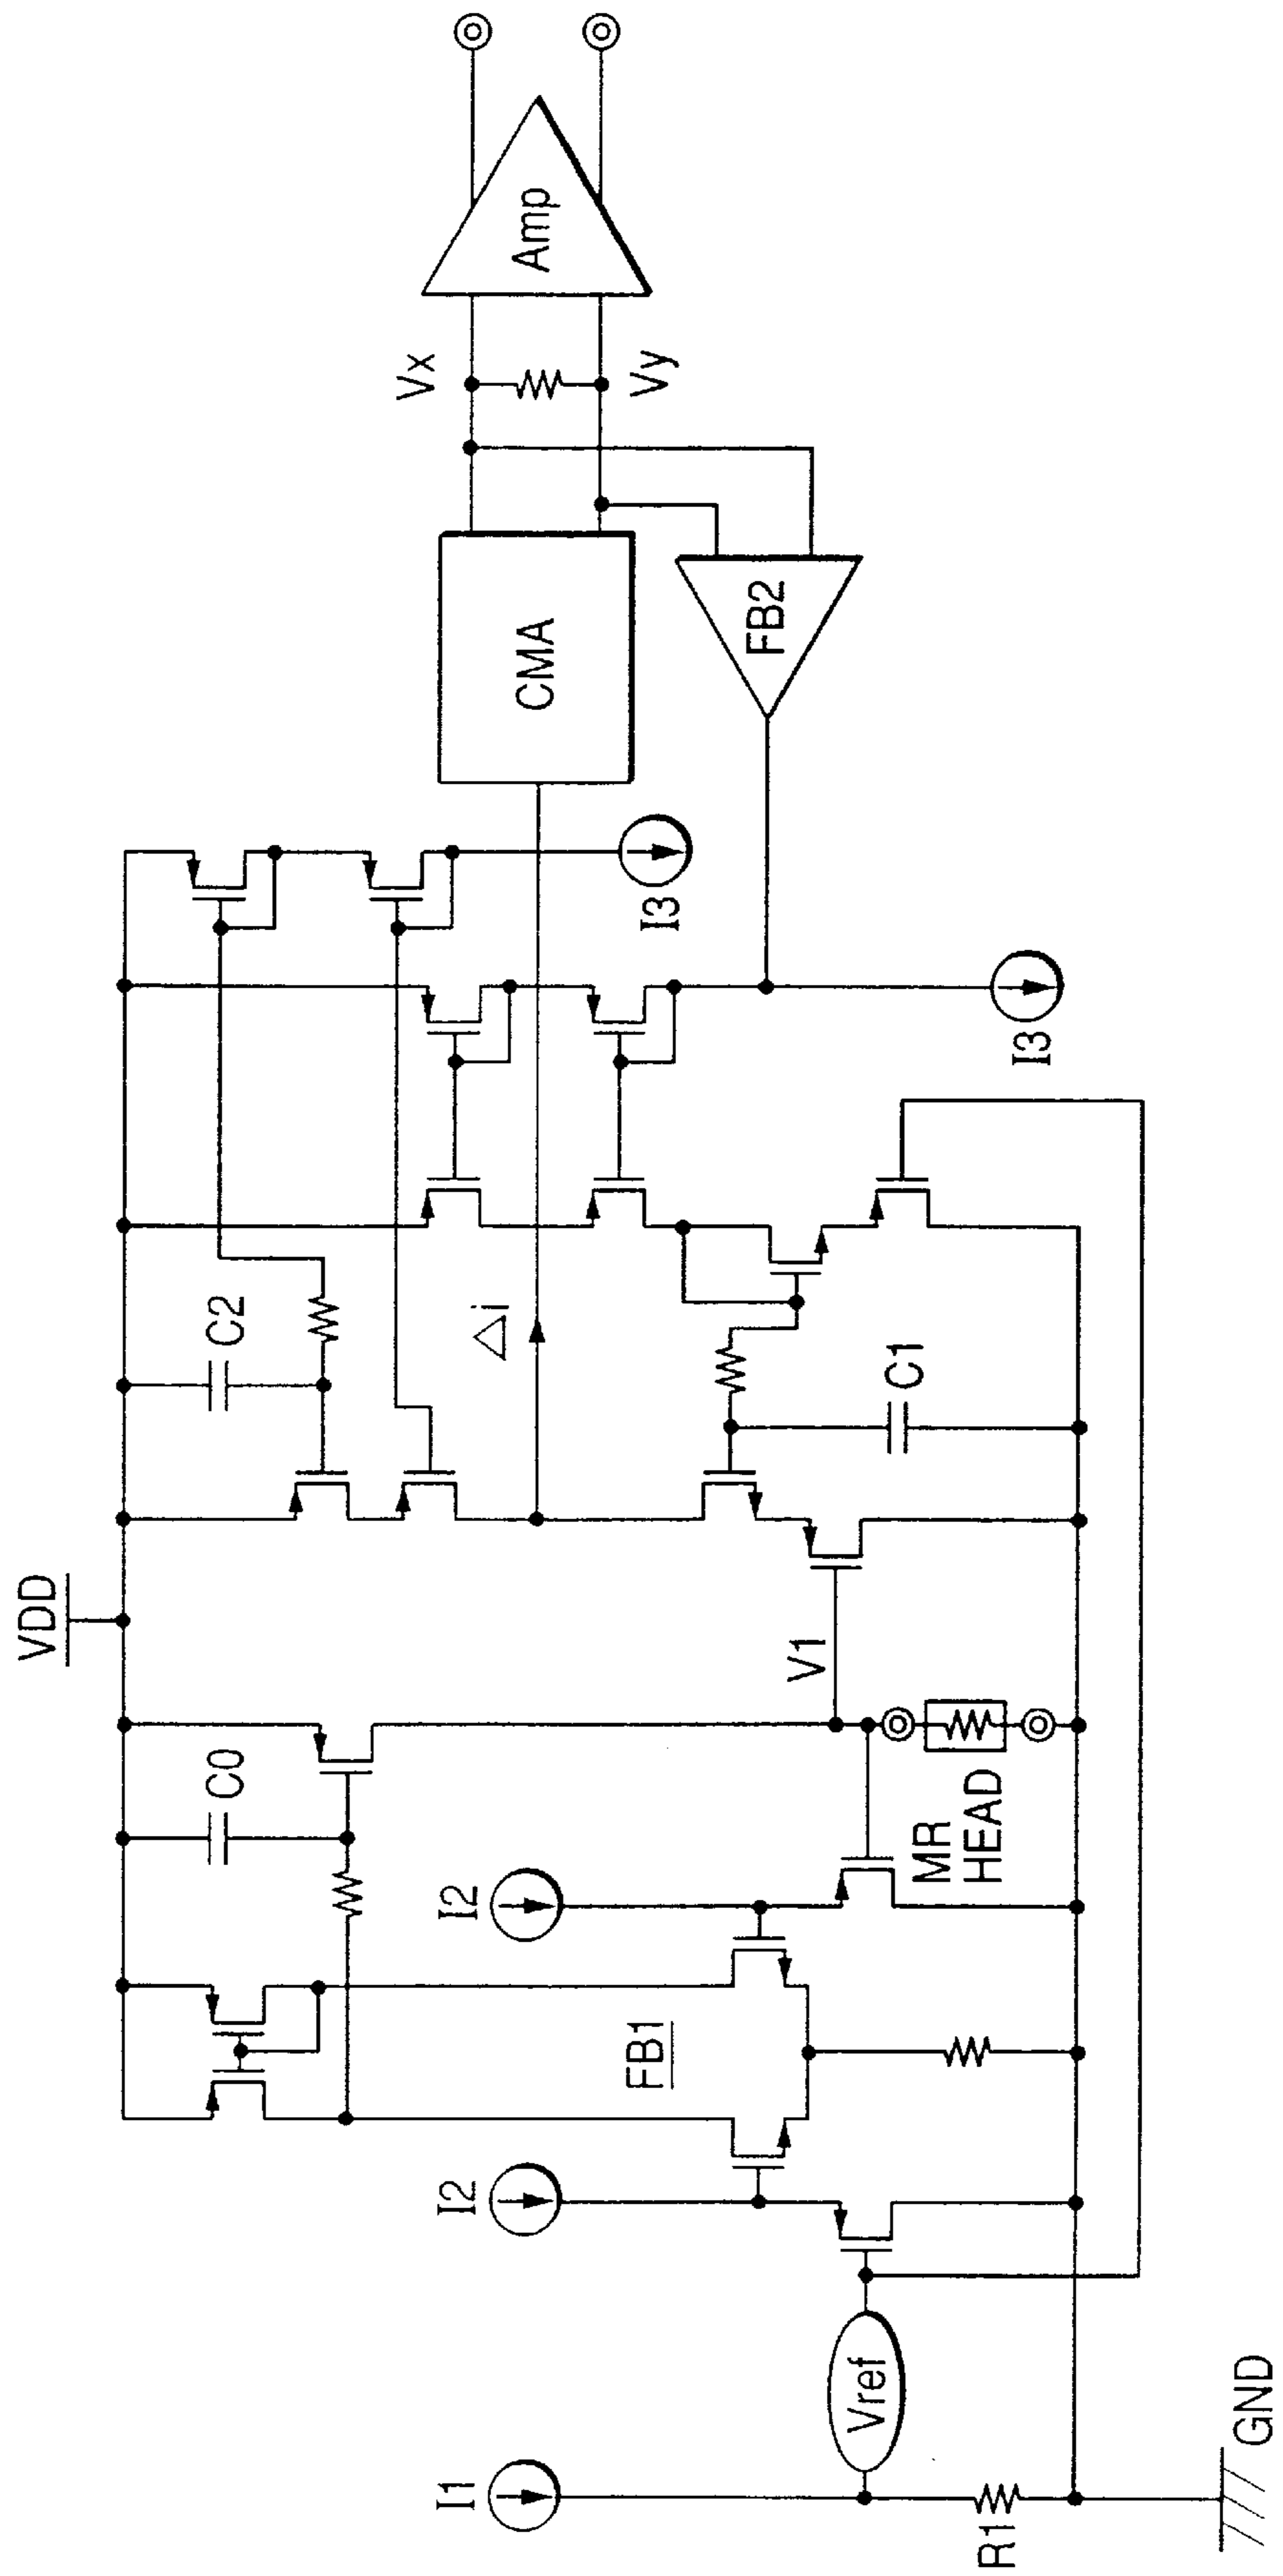 VDD
C0
C2
I1
I2
I2
FB1
Vref
R1
GND
MR
HEAD
V1
△i
C1
I3
I3
CMA
FB2
Vx
Vy
Amp